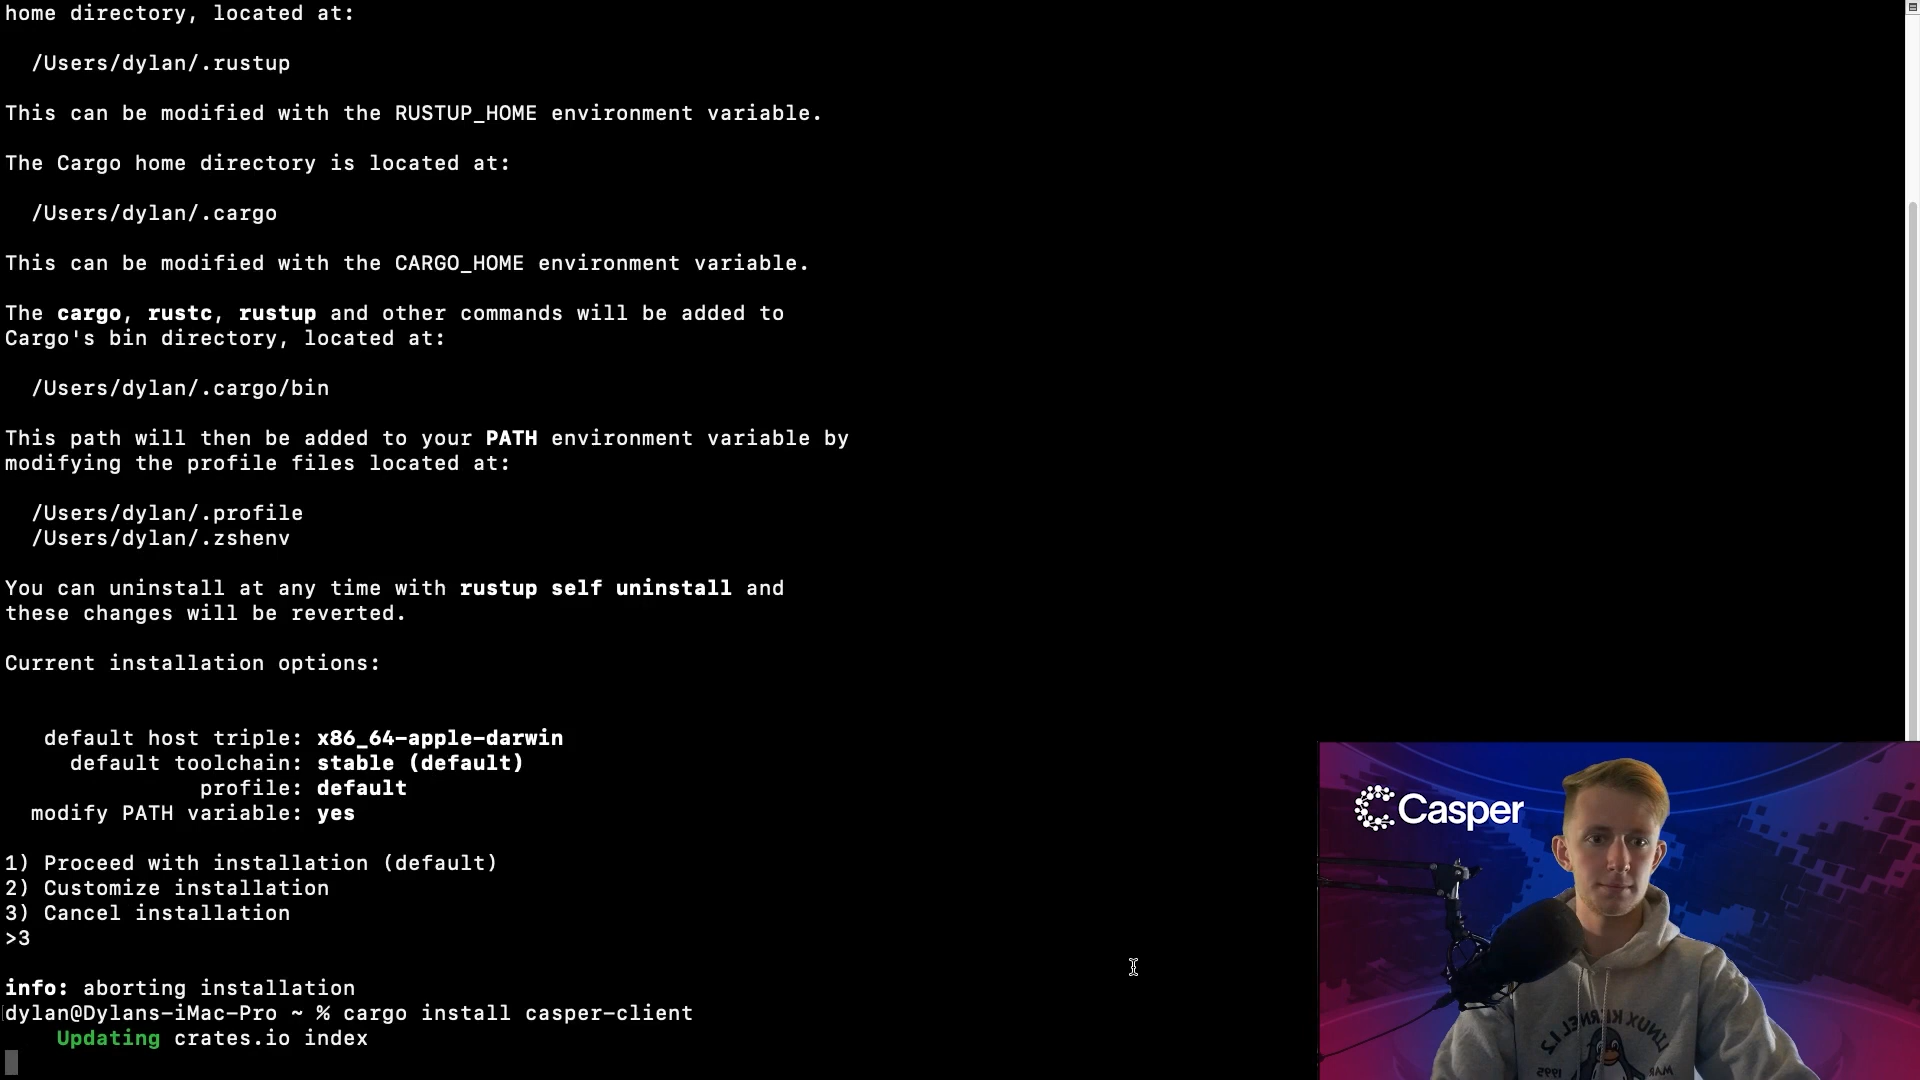 home directory, located at:
/Users/dylan/.rustup
This can be modified with the RUSTUP_HOME environment variable.
The Cargo home directory is located at:
/Users/dylan/.cargo
This can be modified with the CARGO_HOME environment variable.
The cargo, rustc, rustup and other commands will be added to
Cargo's bin directory, located at:
/Users/dylan/.cargo/bin
This path will then be added to your PATH environment variable by
modifying the profile files located at:
/Users/dylan/.profile
/Users/dylan/.zshenv
You can uninstall at any time with rustup self uninstall and
these changes will be reverted.
Current installation options:
default host triple: x86_64-apple-darwin
default toolchain: stable (default)
profile: default
modify PATH variable: yes
1) Proceed with installation (default)
2) Customize installation
3) Cancel installation
>3
info: aborting installation
dylan@Dylans-iMac-Pro ~ % cargo install casper-client
Updating crates.io index
Casper
LINUX KERNEL 1.2
1995
MAR